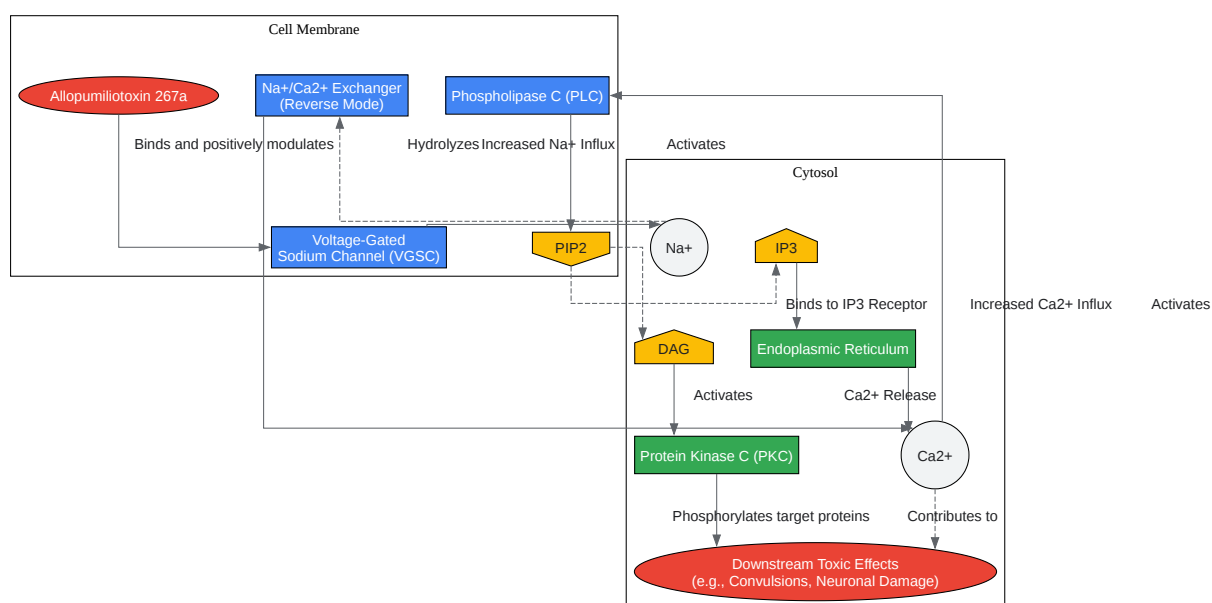 Cell Membrane
Allopumiliotoxin 267a
Na+/Ca2+ Exchanger
(Reverse Mode)
Phospholipase C (PLC)
Binds and positively modulates
Hydrolyzes
Increased Na+ Influx
Activates
Cytosol
Voltage-Gated
Sodium Channel (VGSC)
PIP2
Na+
IP3
Binds to IP3 Receptor
Increased Ca2+ Influx
Activates
DAG
Endoplasmic Reticulum
Activates
Ca2+ Release
Protein Kinase C (PKC)
Ca2+
Phosphorylates target proteins
Contributes to
Downstream Toxic Effects
(e.g., Convulsions, Neuronal Damage)